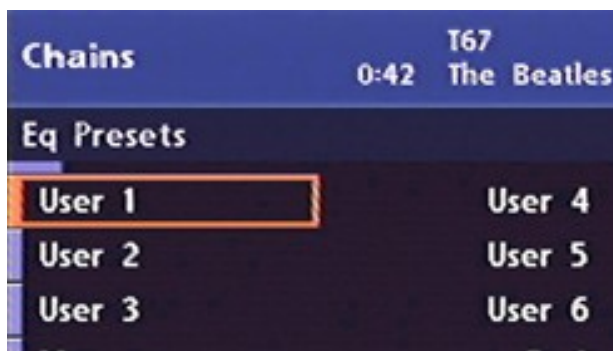 Chains
T67
0:42 The Beatles
Eq Presets
User 1 User 4
User 2 User 5
User 3 User 6